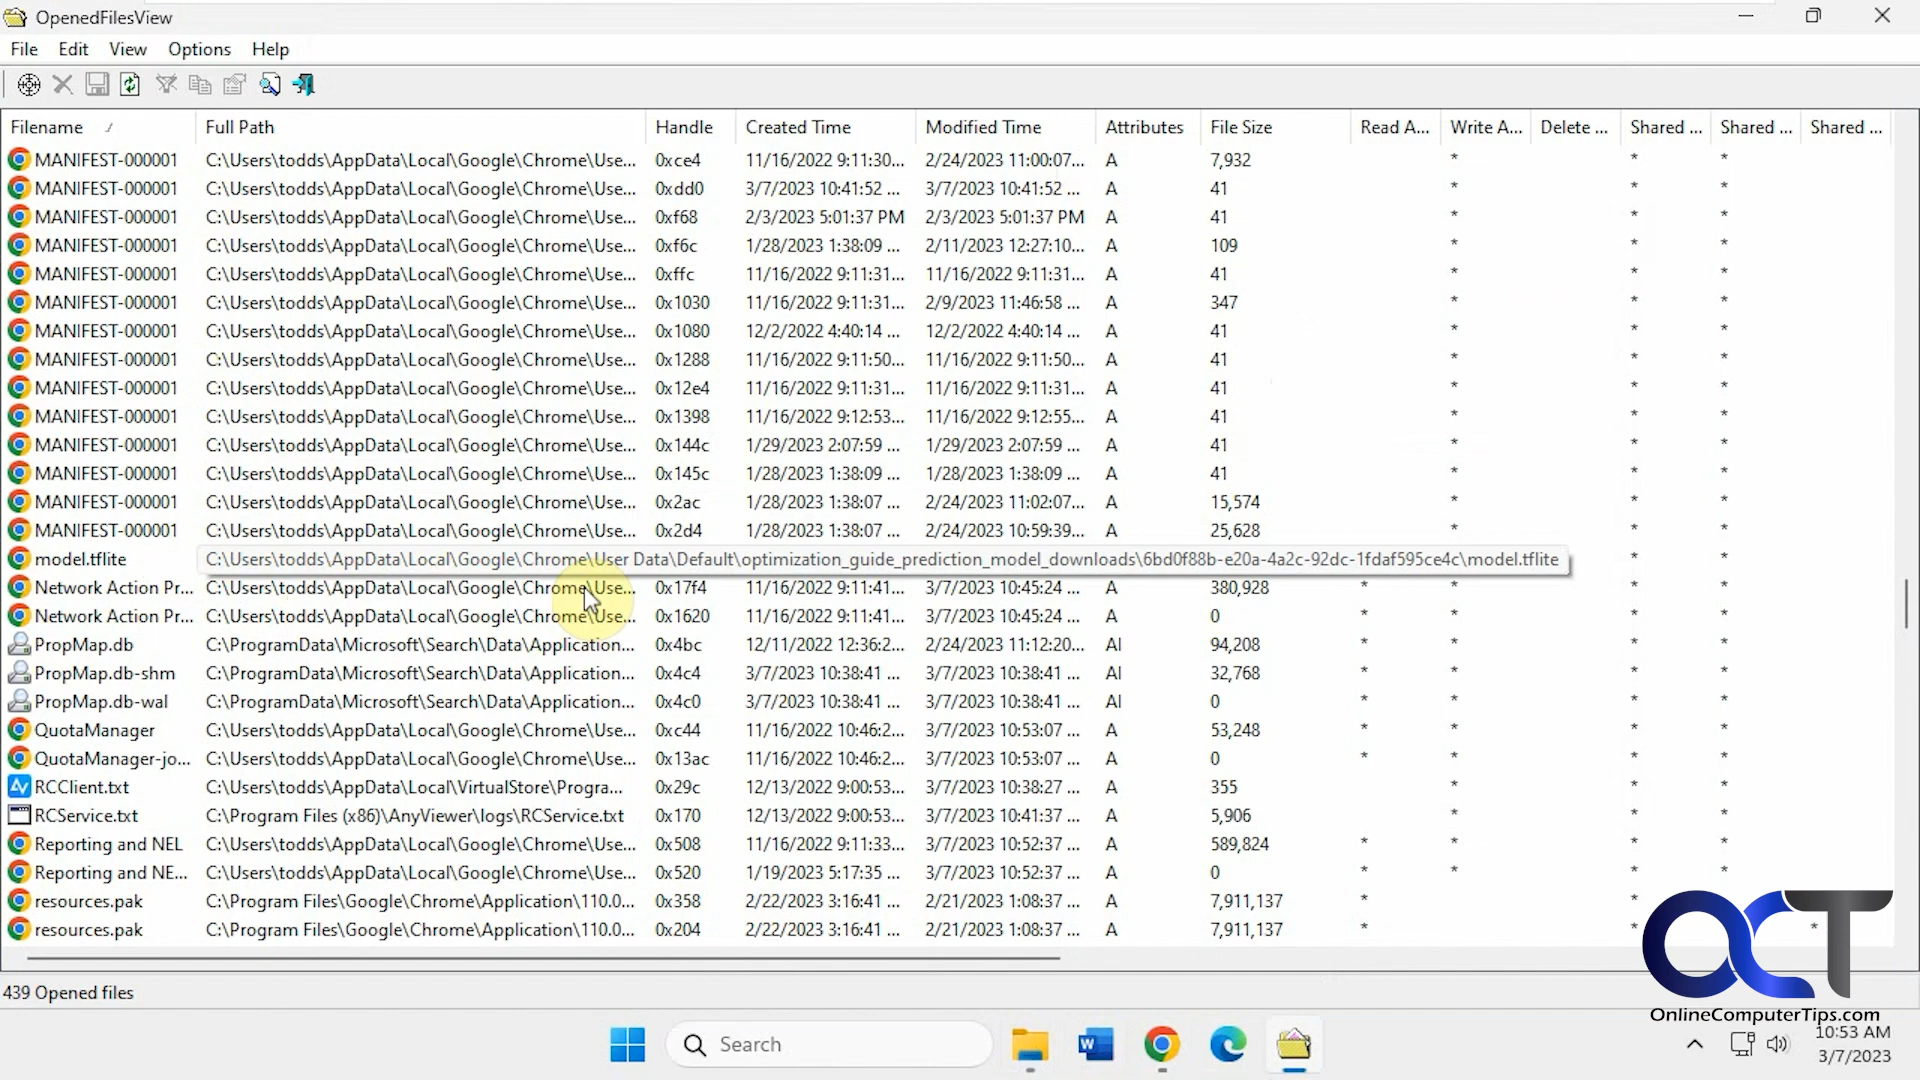 OpenedFilesView
File Edit View Options Help
Filename Full Path Handle Created Time Modified Time Attributes File Size Read A... Write A... Delete ... Shared ... Shared ... Shared ...
MANIFEST-000001 C:\Users\todds\AppData\Local\Google\Chrome\Use... 0xce4 11/16/2022 9:11:30... 2/24/2023 11:00:07... A 7,932 * * *
MANIFEST-000001 C:\Users\todds\AppData\Local\Google\Chrome\Use... 0xdd0 3/7/2023 10:41:52 ... 3/7/2023 10:41:52 ... A 41 * * *
MANIFEST-000001 C:\Users\todds\AppData\Local\Google\Chrome\Use... 0xf68 2/3/2023 5:01:37 PM 2/3/2023 5:01:37 PM A 41 * * *
MANIFEST-000001 C:\Users\todds\AppData\Local\Google\Chrome\Use... 0xf6c 1/28/2023 1:38:09 ... 2/11/2023 12:27:10... A 109 * * *
MANIFEST-000001 C:\Users\todds\AppData\Local\Google\Chrome\Use... 0xffc 11/16/2022 9:11:31... 11/16/2022 9:11:31... A 41 * * *
MANIFEST-000001 C:\Users\todds\AppData\Local\Google\Chrome\Use... 0x1030 11/16/2022 9:11:31... 2/9/2023 11:46:58 ... A 347 * * *
MANIFEST-000001 C:\Users\todds\AppData\Local\Google\Chrome\Use... 0x1080 12/2/2022 4:40:14 ... 12/2/2022 4:40:14 ... A 41 * * *
MANIFEST-000001 C:\Users\todds\AppData\Local\Google\Chrome\Use... 0x1288 11/16/2022 9:11:50... 11/16/2022 9:11:50... A 41 * * *
MANIFEST-000001 C:\Users\todds\AppData\Local\Google\Chrome\Use... 0x12e4 11/16/2022 9:11:31... 11/16/2022 9:11:31... A 41 * * *
MANIFEST-000001 C:\Users\todds\AppData\Local\Google\Chrome\Use... 0x1398 11/16/2022 9:12:53... 11/16/2022 9:12:55... A 41 * * *
MANIFEST-000001 C:\Users\todds\AppData\Local\Google\Chrome\Use... 0x144c 1/29/2023 2:07:59 ... 1/29/2023 2:07:59 ... A 41 * * *
MANIFEST-000001 C:\Users\todds\AppData\Local\Google\Chrome\Use... 0x145c 1/28/2023 1:38:09 ... 1/28/2023 1:38:09 ... A 41 * * *
MANIFEST-000001 C:\Users\todds\AppData\Local\Google\Chrome\Use... 0x2ac 1/28/2023 1:38:07 ... 2/24/2023 11:02:07... A 15,574 * * *
MANIFEST-000001 C:\Users\todds\AppData\Local\Google\Chrome\Use... 0x2d4 1/28/2023 1:38:07 ... 2/24/2023 10:59:39... A 25,628 * * *
model.tflite C:\Users\todds\AppData\Local\Google\Chrome\User Data\Default\optimization_guide_prediction_model_downloads\6bd0f88b-e20a-4a2c-92dc-1fdaf595ce4c\model.tflite * *
Network Action Pr... C:\Users\todds\AppData\Local\Google\Chrome\Use... 0x17f4 11/16/2022 9:11:41... 3/7/2023 10:45:24 ... A 380,928 * * * *
Network Action Pr... C:\Users\todds\AppData\Local\Google\Chrome\Use... 0x1620 11/16/2022 9:11:41... 3/7/2023 10:45:24 ... A 0 * * * *
PropMap.db C:\ProgramData\Microsoft\Search\Data\Application... 0x4bc 12/11/2022 12:36:2... 2/24/2023 11:12:20... AI 94,208 * * * *
PropMap.db-shm C:\ProgramData\Microsoft\Search\Data\Application... 0x4c4 3/7/2023 10:38:41 ... 3/7/2023 10:38:41 ... AI 32,768 * * * *
PropMap.db-wal C:\ProgramData\Microsoft\Search\Data\Application... 0x4c0 3/7/2023 10:38:41 ... 3/7/2023 10:38:41 ... AI 0 * * * *
QuotaManager C:\Users\todds\AppData\Local\Google\Chrome\Use... 0xc44 11/16/2022 10:46:2... 3/7/2023 10:53:07 ... A 53,248 * * * *
QuotaManager-jo... C:\Users\todds\AppData\Local\Google\Chrome\Use... 0x13ac 11/16/2022 10:46:2... 3/7/2023 10:53:07 ... A 0 * * * *
RCClient.txt C:\Users\todds\AppData\Local\VirtualStore\Progra... 0x29c 12/13/2022 9:00:53... 3/7/2023 10:38:27 ... A 355 * * *
RCService.txt C:\Program Files (x86)\AnyViewer\logs\RCService.txt 0x170 12/13/2022 9:00:53... 3/7/2023 10:41:37 ... A 5,906 * * *
Reporting and NEL C:\Users\todds\AppData\Local\Google\Chrome\Use... 0x508 11/16/2022 9:11:33... 3/7/2023 10:52:37 ... A 589,824 * * * *
Reporting and NE... C:\Users\todds\AppData\Local\Google\Chrome\Use... 0x520 1/19/2023 5:17:35 ... 3/7/2023 10:52:37 ... A 0 * * * *
resources.pak C:\Program Files\Google\Chrome\Application\110.0... 0x358 2/22/2023 3:16:41 ... 2/21/2023 1:08:37 ... A 7,911,137 * *
resources.pak C:\Program Files\Google\Chrome\Application\110.0... 0x204 2/22/2023 3:16:41 ... 2/21/2023 1:08:37 ... A 7,911,137 * * *
439 Opened files
OCT
OnlineComputerTips.com
Search
10:53 AM
3/7/2023